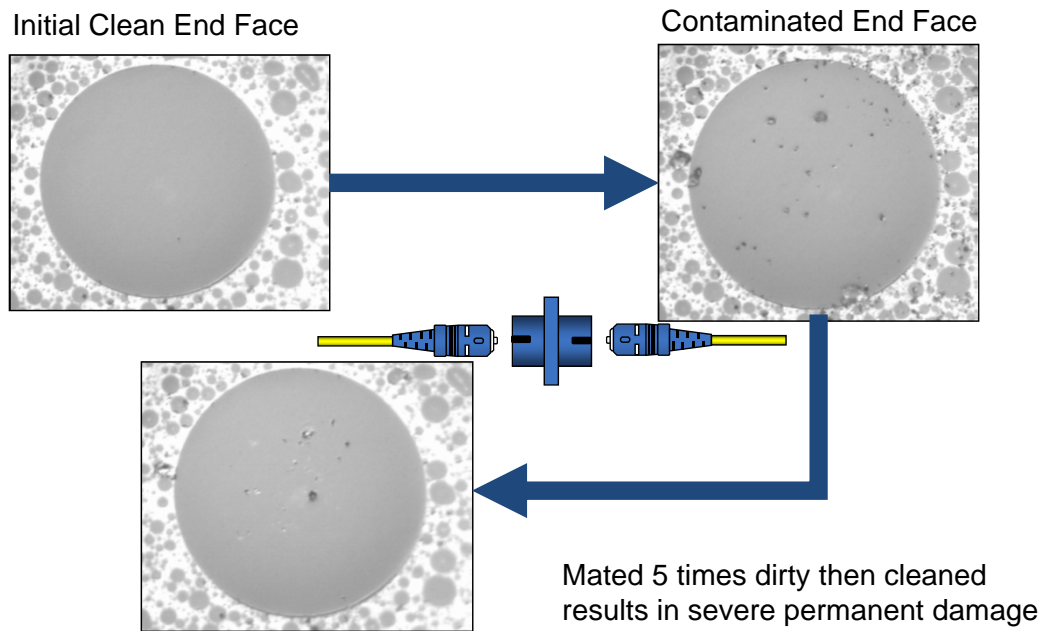 Initial Clean End Face
Contaminated End Face
Mated 5 times dirty then cleaned
results in severe permanent damage